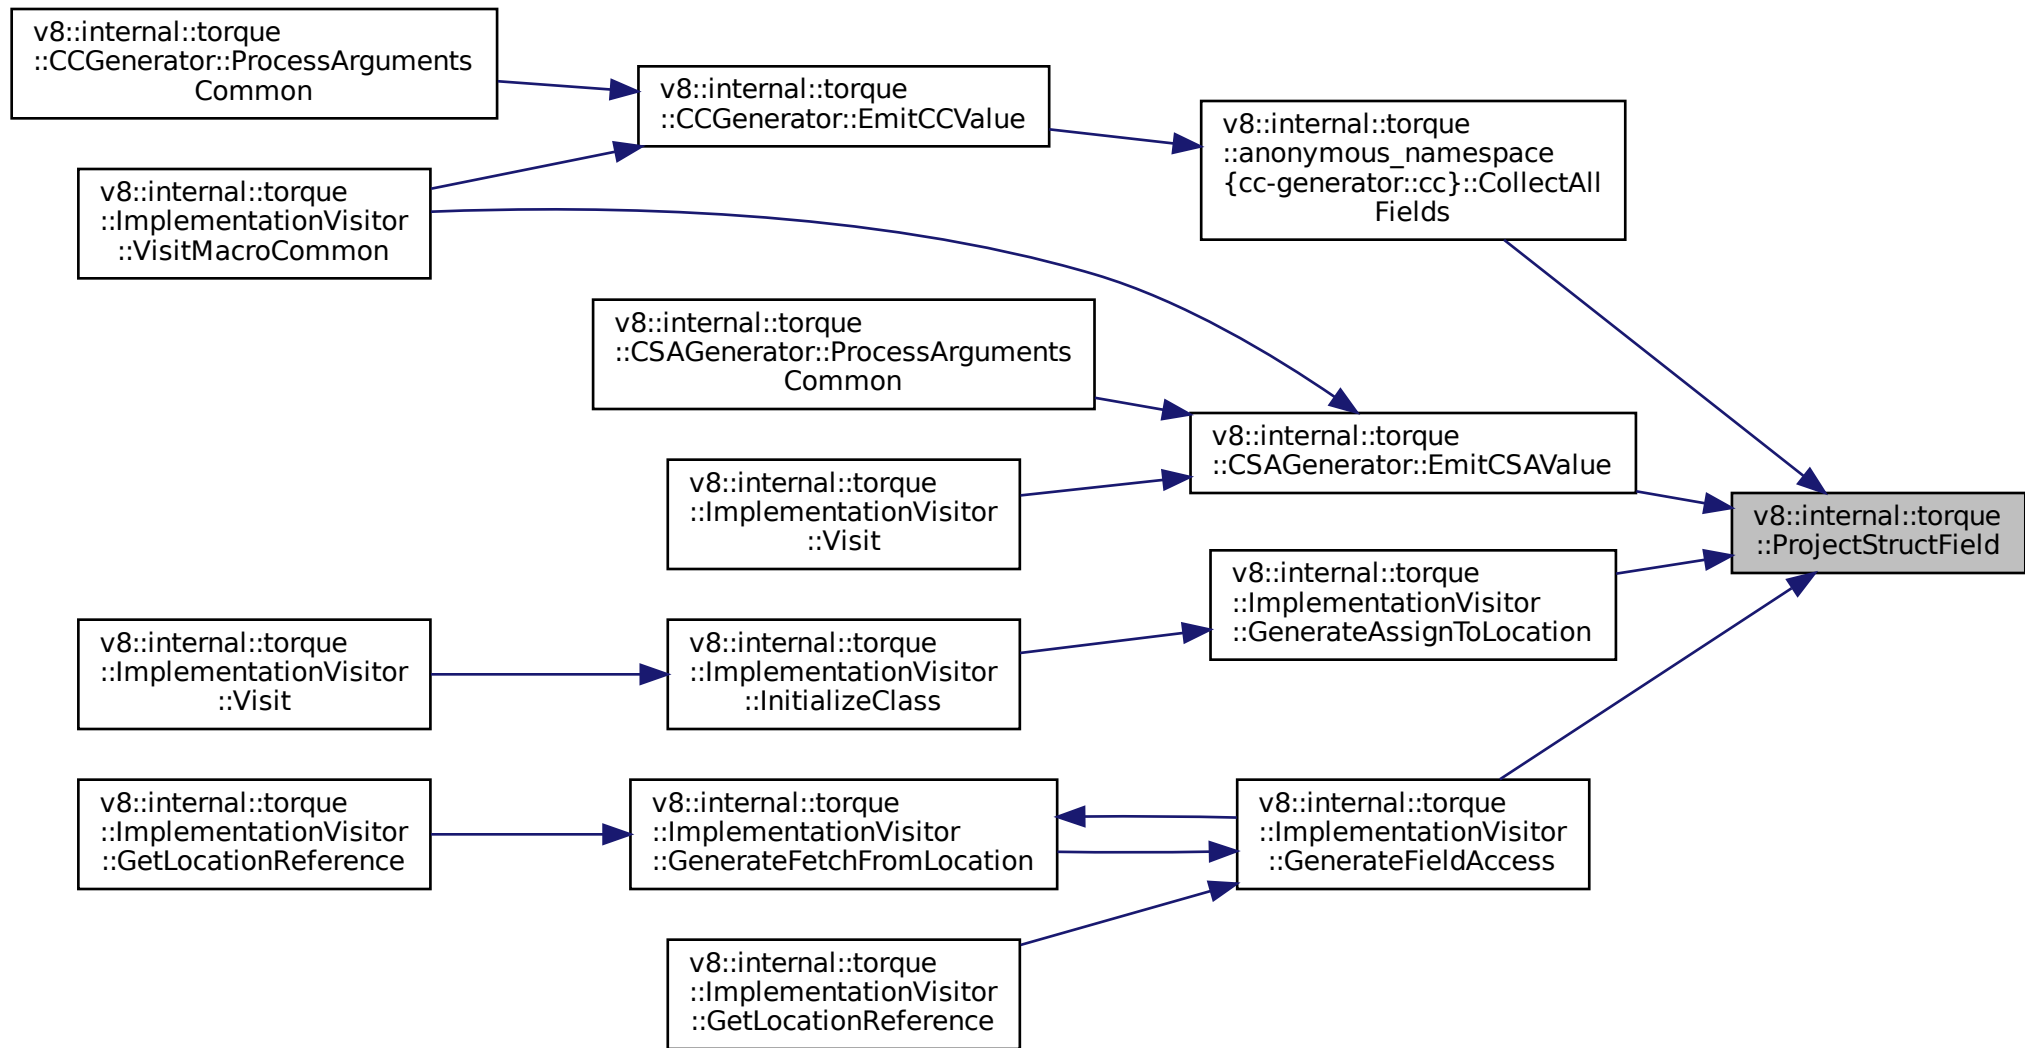 v8::internal::torque
::CCGenerator::ProcessArguments
Common
v8::internal::torque
::CCGenerator::EmitCCValue
v8::internal::torque
::anonymous_namespace
{cc-generator::cc}::CollectAll
Fields
v8::internal::torque
::ImplementationVisitor
::VisitMacroCommon
v8::internal::torque
::CSAGenerator::ProcessArguments
Common
v8::internal::torque
::CSAGenerator::EmitCSAValue
v8::internal::torque
::ImplementationVisitor
::Visit
v8::internal::torque
::ProjectStructField
v8::internal::torque
::ImplementationVisitor
::GenerateAssignToLocation
v8::internal::torque
::ImplementationVisitor
::Visit
v8::internal::torque
::ImplementationVisitor
::InitializeClass
v8::internal::torque
::ImplementationVisitor
::GetLocationReference
v8::internal::torque
::ImplementationVisitor
::GenerateFetchFromLocation
v8::internal::torque
::ImplementationVisitor
::GenerateFieldAccess
v8::internal::torque
::ImplementationVisitor
::GetLocationReference